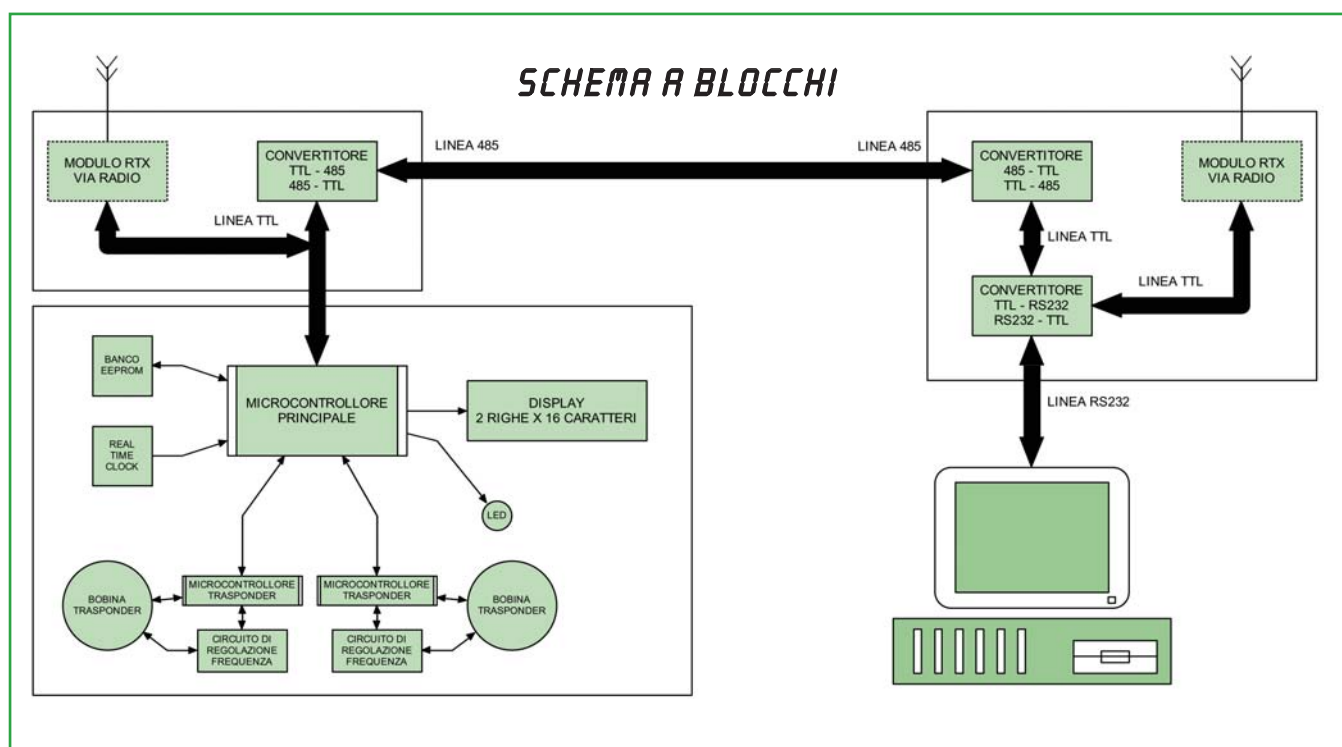 SCHEMA A BLOCCHI
MODULO RTX
VIA RADIO
CONVERTITORE
TTL - 485
485 - TTL
LINEA 485
LINEA 485
CONVERTITORE
485 - TTL
TTL - 485
MODULO RTX
VIA RADIO
LINEA TTL
LINEA TTL
CONVERTITORE
TTL - RS232
RS232 - TTL
LINEA TTL
LINEA RS232
BANCO
EEPROM
MICROCONTROLLORE
PRINCIPALE
DISPLAY
2 RIGHE X 16 CARATTERI
REAL
TIME
CLOCK
LED
BOBINA
TRASPONDER
MICROCONTROLLORE
TRASPONDER
MICROCONTROLLORE
TRASPONDER
BOBINA
TRASPONDER
CIRCUITO DI
REGOLAZIONE
FREQUENZA
CIRCUITO DI
REGOLAZIONE
FREQUENZA